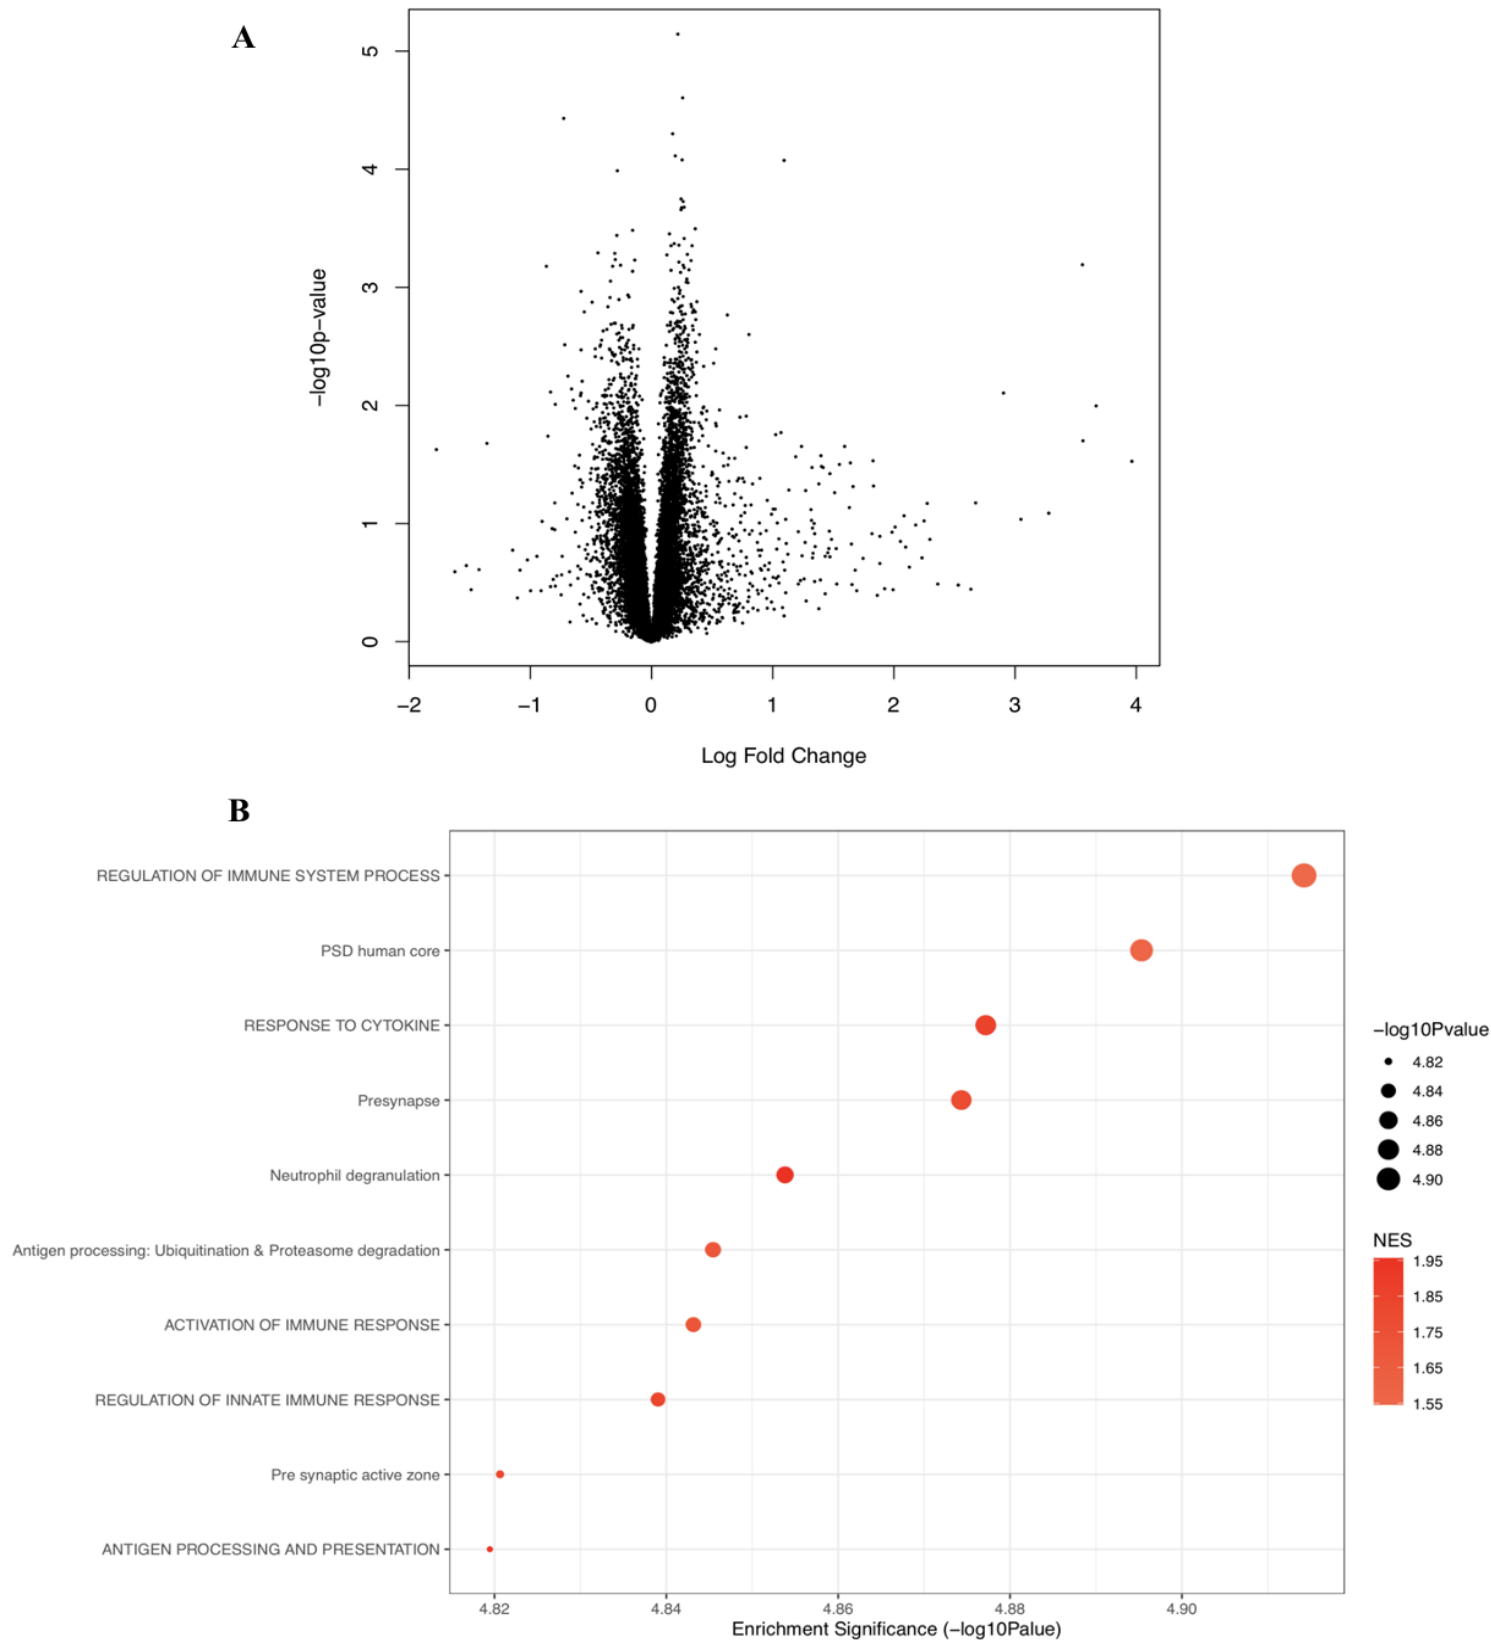 A
5
4
3
2
1
0
−log10p−value
−2 −1 0 1 2 3 4
Log Fold Change
B
REGULATION OF IMMUNE SYSTEM PROCESS
PSD human core
RESPONSE TO CYTOKINE
Presynapse
Neutrophil degranulation
Antigen processing: Ubiquitination & Proteasome degradation
ACTIVATION OF IMMUNE RESPONSE
REGULATION OF INNATE IMMUNE RESPONSE
Pre synaptic active zone
ANTIGEN PROCESSING AND PRESENTATION
4.82 4.84 4.86 4.88 4.90
Enrichment Significance (−log10Palue)
−log10Pvalue
4.82
4.84
4.86
4.88
4.90
NES
1.95
1.85
1.75
1.65
1.55